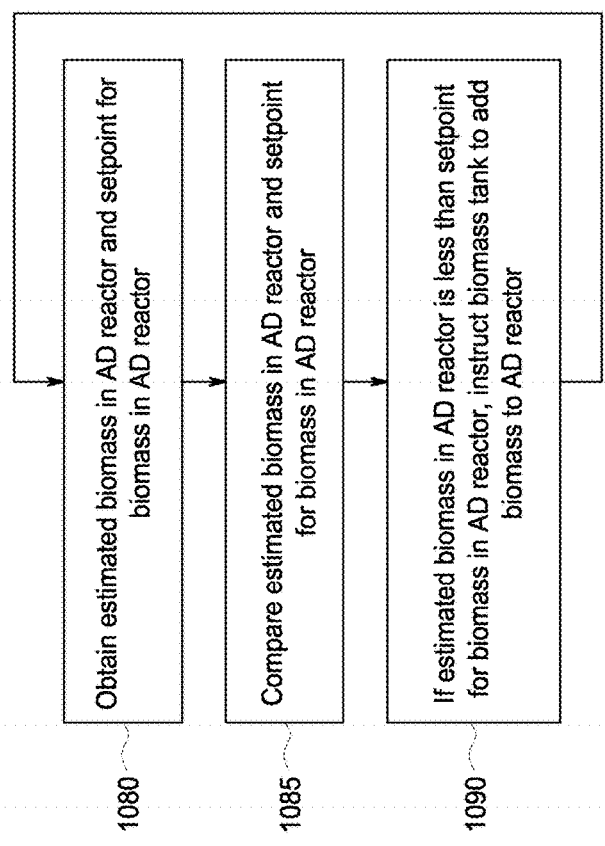 1080
Obtain estimated biomass in AD reactor and setpoint for
biomass in AD reactor
1085
Compare estimated biomass in AD reactor and setpoint
for biomass in AD reactor
1090
If estimated biomass in AD reactor is less than setpoint
for biomass in AD reactor, instruct biomass tank to add
biomass to AD reactor